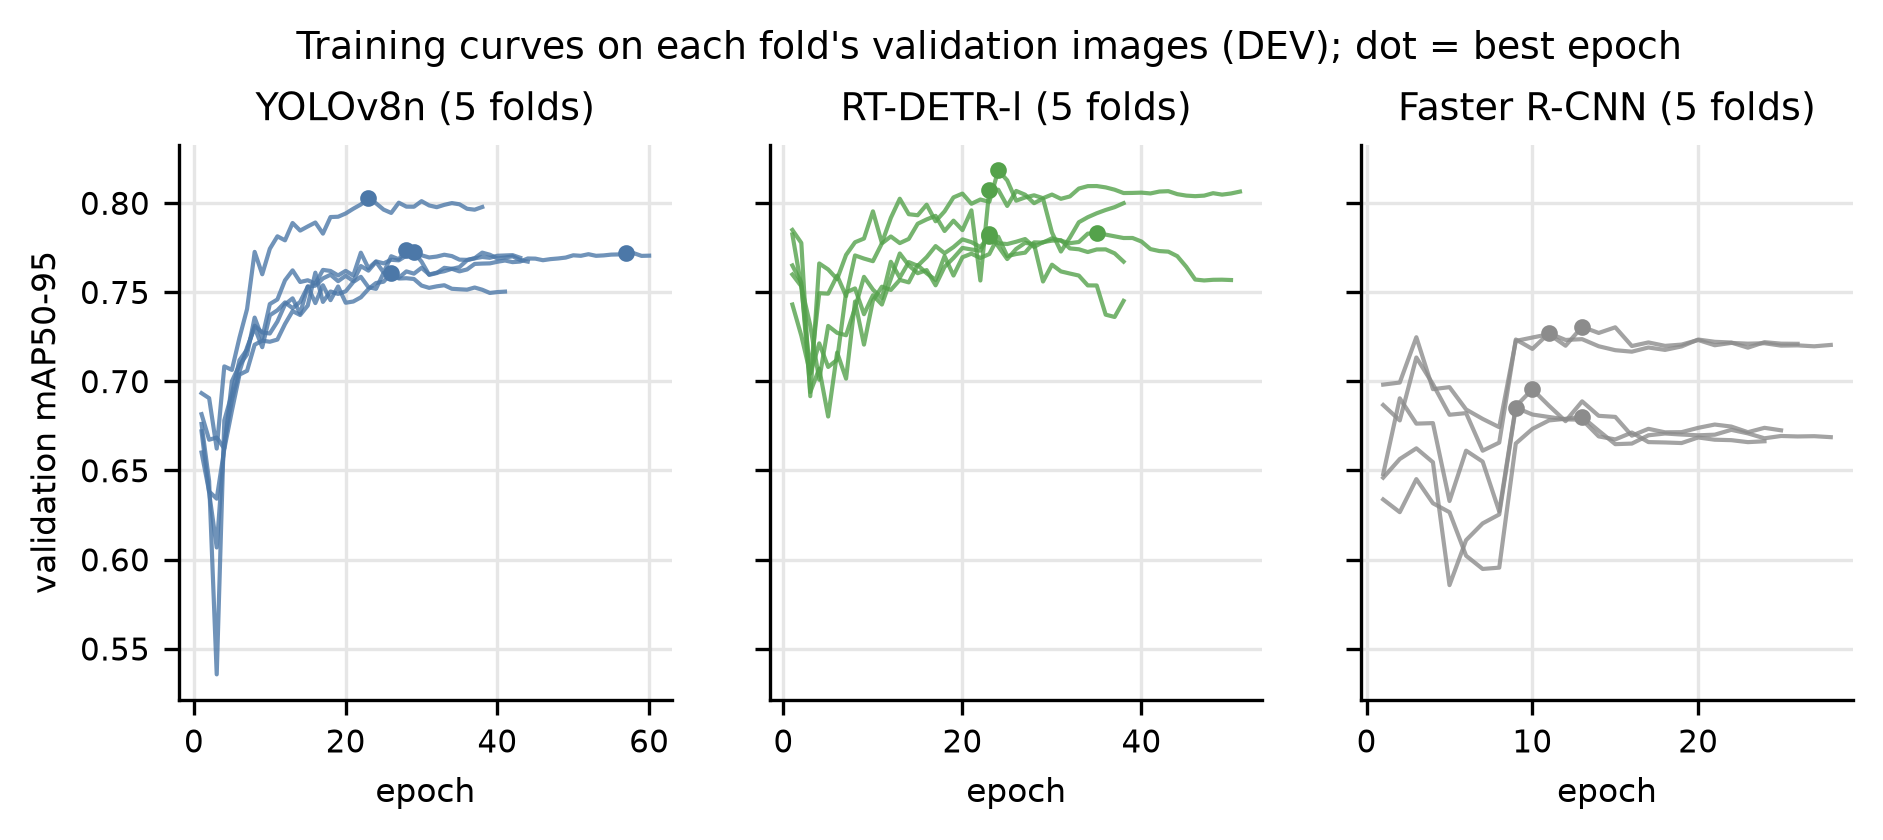 Training curves on each fold's validation images (DEV); dot = best epoch
YOLOv8n (5 folds)
RT-DETR-l (5 folds)
Faster R-CNN (5 folds)
validation mAP50-95
0.80
0.75
0.70
0.65
0.60
0.55
0 20 40 60
0 20 40
0 10 20
epoch
epoch
epoch